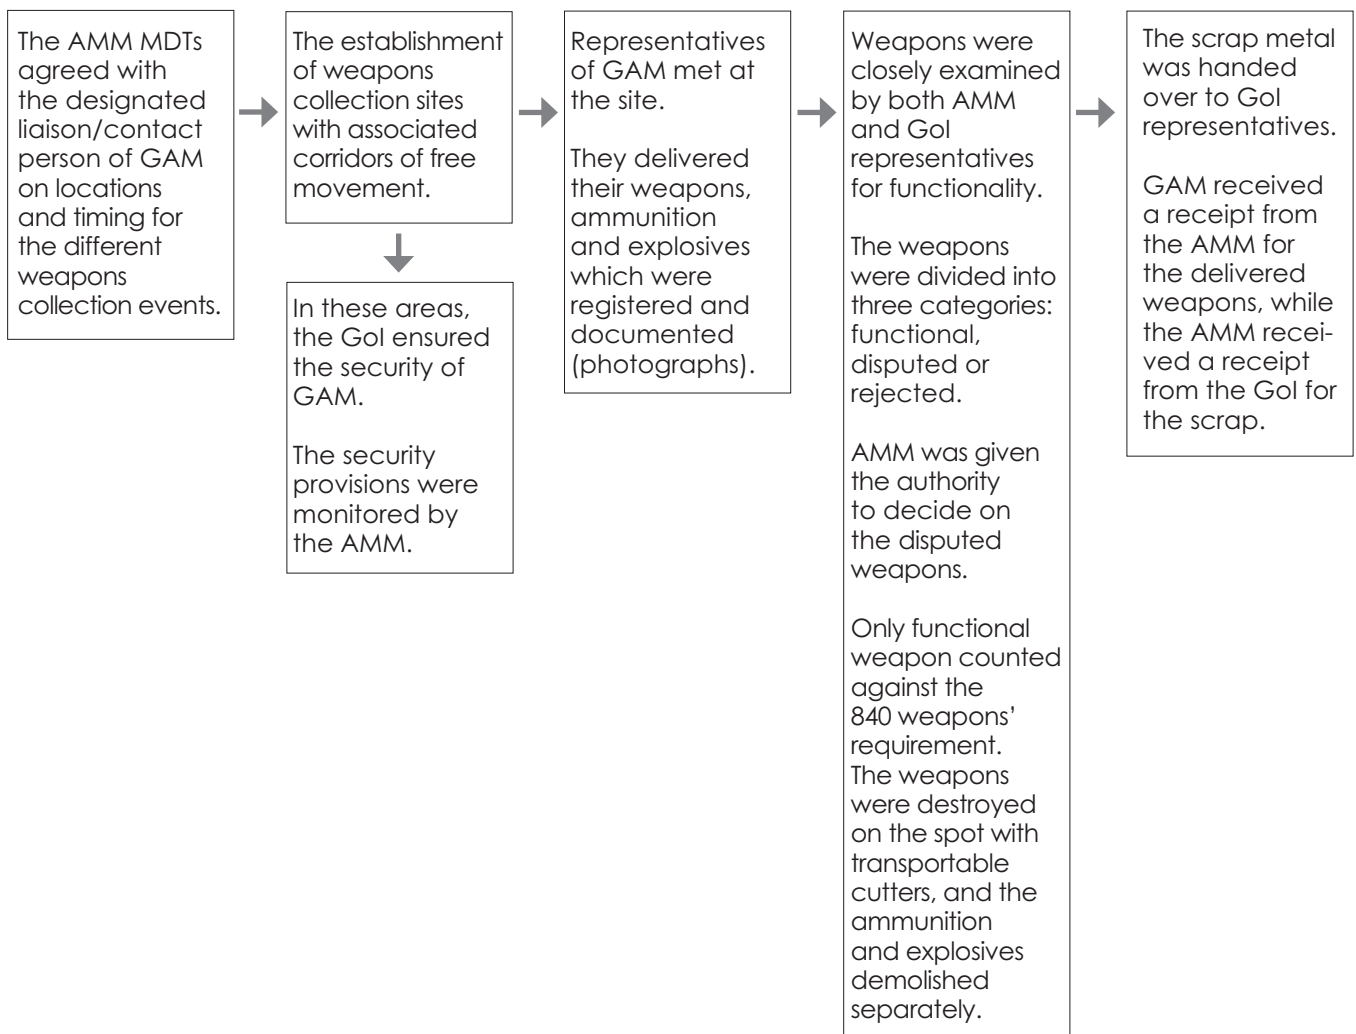 The AMM MDTs
agreed with
the designated
liaison/contact
person of GAM
on locations
and timing for
the different
weapons
collection events.
The establishment
of weapons
collection sites
with associated
corridors of free
movement.
In these areas,
the GoI ensured
the security of
GAM.
The security
provisions were
monitored by
the AMM.
Representatives
of GAM met at
the site.
They delivered
their weapons,
ammunition
and explosives
which were
registered and
documented
(photographs).
Weapons were
closely examined
by both AMM
and GoI
representatives
for functionality.
The weapons
were divided into
three categories:
functional,
disputed or
rejected.
AMM was given
the authority
to decide on
the disputed
weapons.
Only functional
weapon counted
against the
840 weapons’
requirement.
The weapons
were destroyed
on the spot with
transportable
cutters, and the
ammunition
and explosives
demolished
separately.
The scrap metal
was handed
over to GoI
representatives.
GAM received
a receipt from
the AMM for
the delivered
weapons, while
the AMM recei-
ved a receipt
from the GoI for
the scrap.